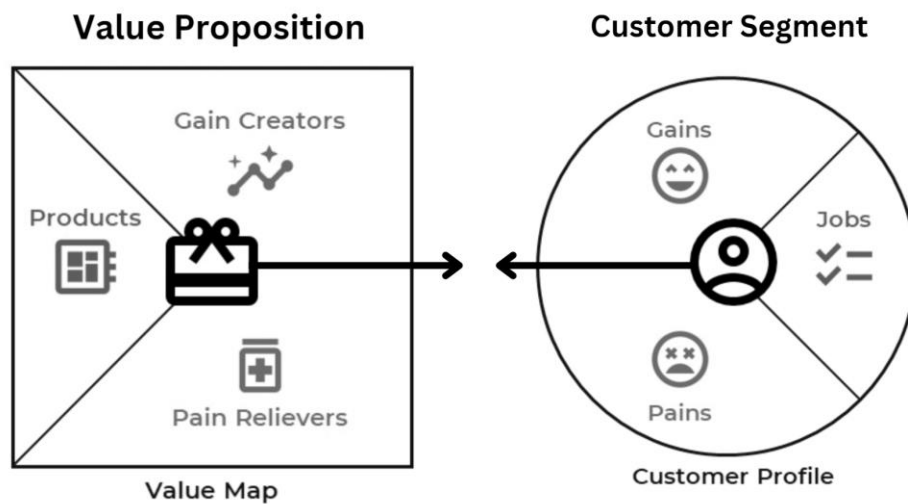 Value Proposition
Customer Segment
Gain Creators
Products
Pain Relievers
Value Map
Gains
Jobs
Pains
Customer Profile